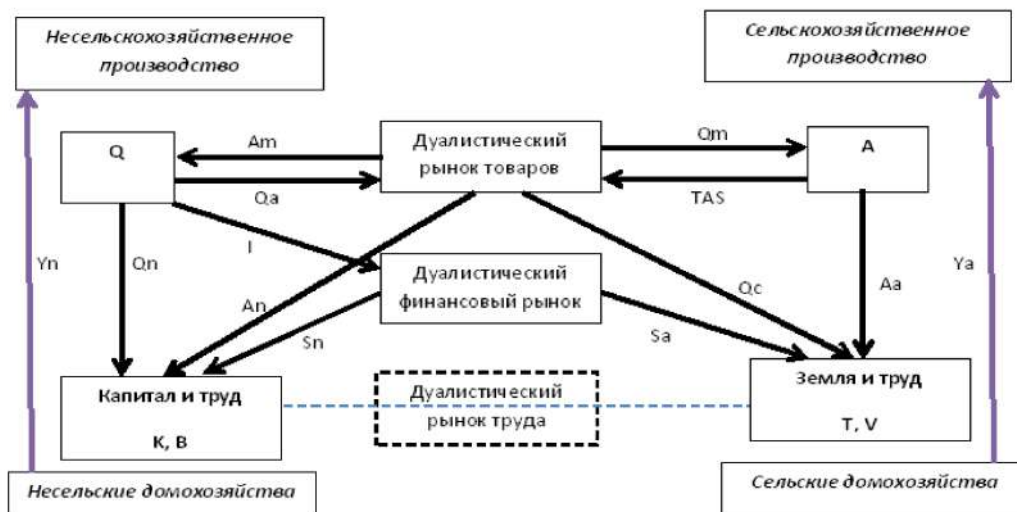 Несельскохозяйственное
производство
Сельскохозяйственное
производство
Q
Am
Qa
Дуалистический
рынок товаров
Qm
TAS
A
Yn
Qn
I
An
Sn
Дуалистический
финансовый рынок
Qc
Sa
Aa
Ya
Капитал и труд
K, B
Дуалистический
рынок труда
Земля и труд
T, V
Несельские домохозяйства
Сельские домохозяйства